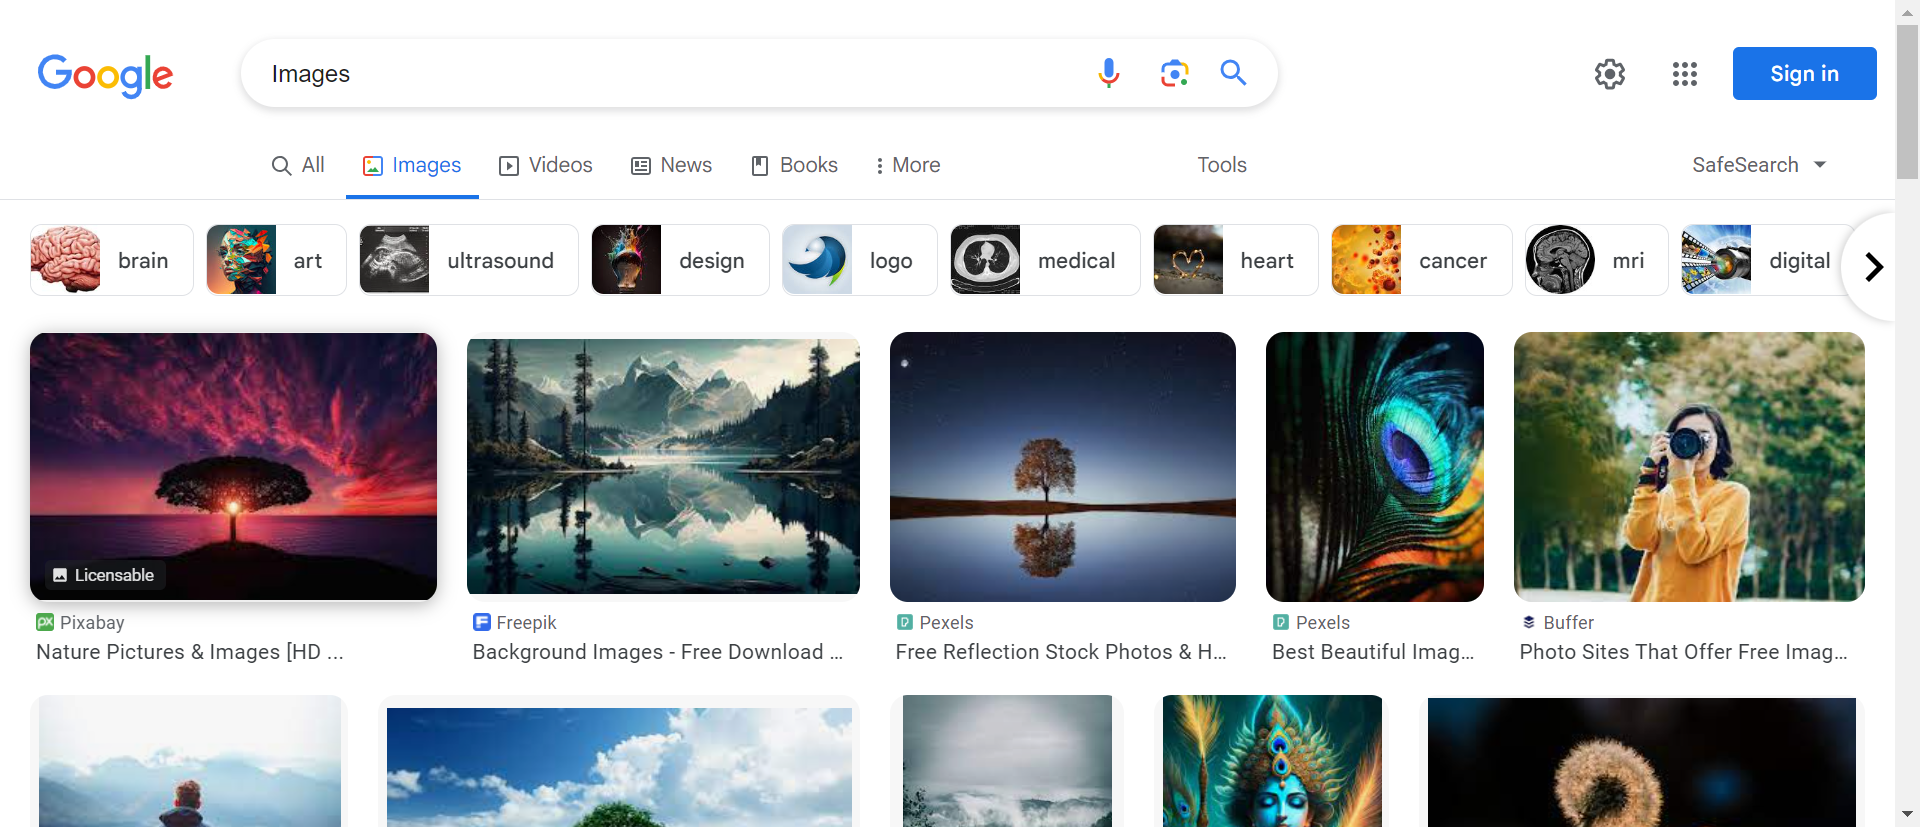 Google
Images
Sign in
All
Images
Videos
News
Books
More
Tools
SafeSearch
brain
art
ultrasound
design
logo
medical
heart
cancer
mri
digital
Licensable
Pixabay
Nature Pictures & Images [HD ...
Freepik
Background Images - Free Download ...
Pexels
Free Reflection Stock Photos & H...
Pexels
Best Beautiful Imag...
Buffer
Photo Sites That Offer Free Imag...